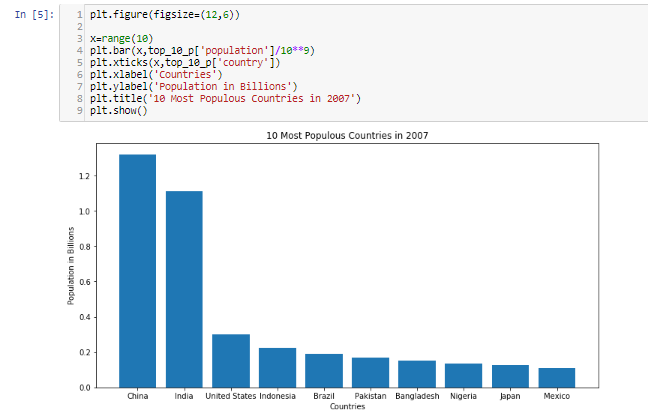 In [5]:
1 plt.figure(figsize=(12,6))
2
3 x=range(10)
4 plt.bar(x,top_10_p['population']/10**9)
5 plt.xticks(x,top_10_p['country'])
6 plt.xlabel('Countries')
7 plt.ylabel('Population in Billions')
8 plt.title('10 Most Populous Countries in 2007')
9 plt.show()
10 Most Populous Countries in 2007
Population in Billions
1.2
1.0
0.8
0.6
0.4
0.2
0.0
China India United States Indonesia Brazil Pakistan Bangladesh Nigeria Japan Mexico
Countries